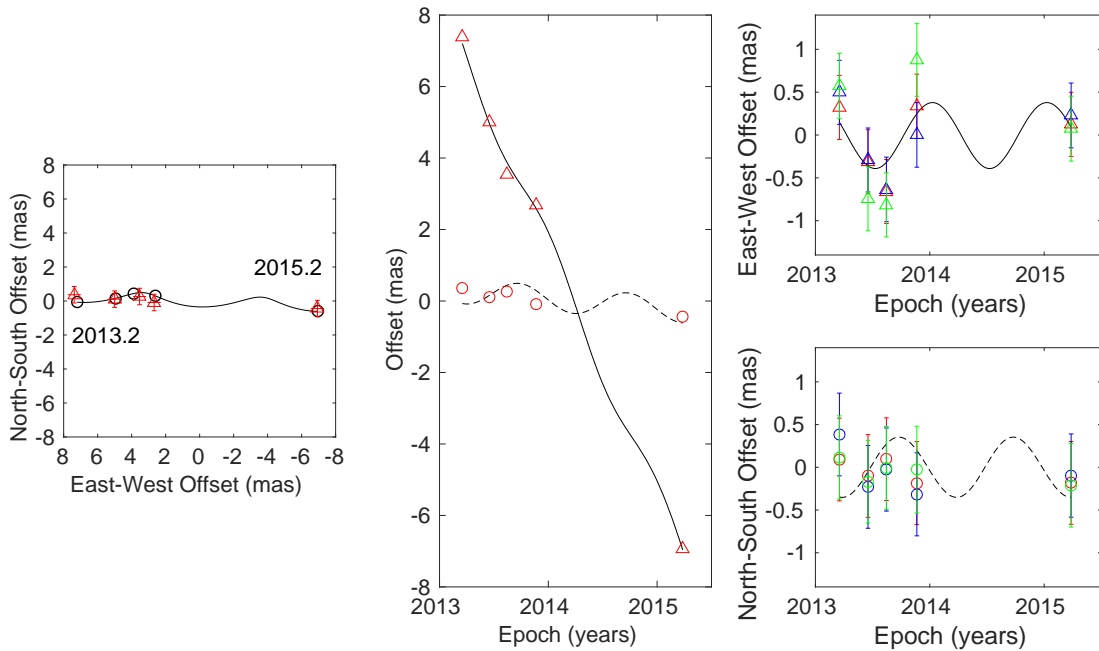 North-South Offset (mas)
8
6
4
2
0
-2
-4
-6
-8
2015.2
2013.2
8 6 4 2 0 -2 -4 -6 -8
East-West Offset (mas)
Offset (mas)
8
6
4
2
0
-2
-4
-6
-8
2013 2014 2015
Epoch (years)
East-West Offset (mas)
1
0.5
0
-0.5
-1
2013 2014 2015
Epoch (years)
North-South Offset (mas)
1
0.5
0
-0.5
-1
2013 2014 2015
Epoch (years)